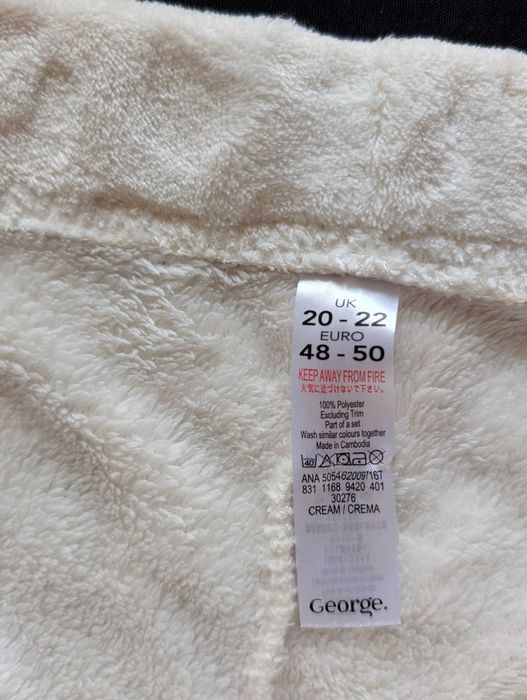 UK
20 - 22
EURO
48 - 50
KEEP AWAY FROM FIRE
火気に近づけないで下さい。
100% Polyester
Excluding Trim
Part of a set
Wash similar colours together
Made in Cambodia
40
ANA 5054620097167
831 1168 9420 401
30276
CREAM / CREMA
George.